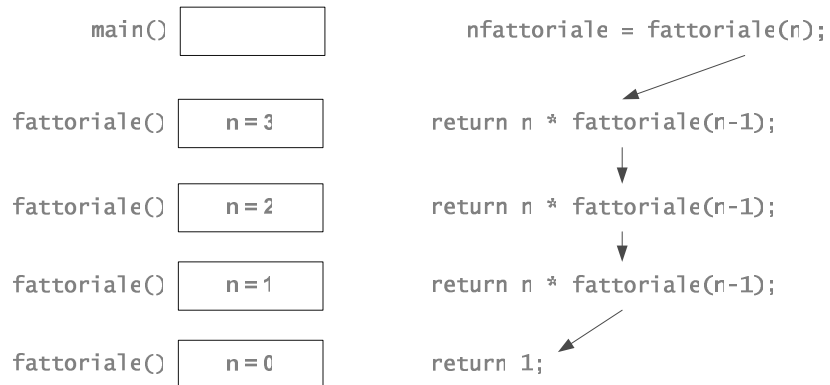 main() nfattoriale = fattoriale(n);
fattoriale() n = 3 return n * fattoriale(n-1);
fattoriale() n = 2 return n * fattoriale(n-1);
fattoriale() n = 1 return n * fattoriale(n-1);
fattoriale() n = 0 return 1;